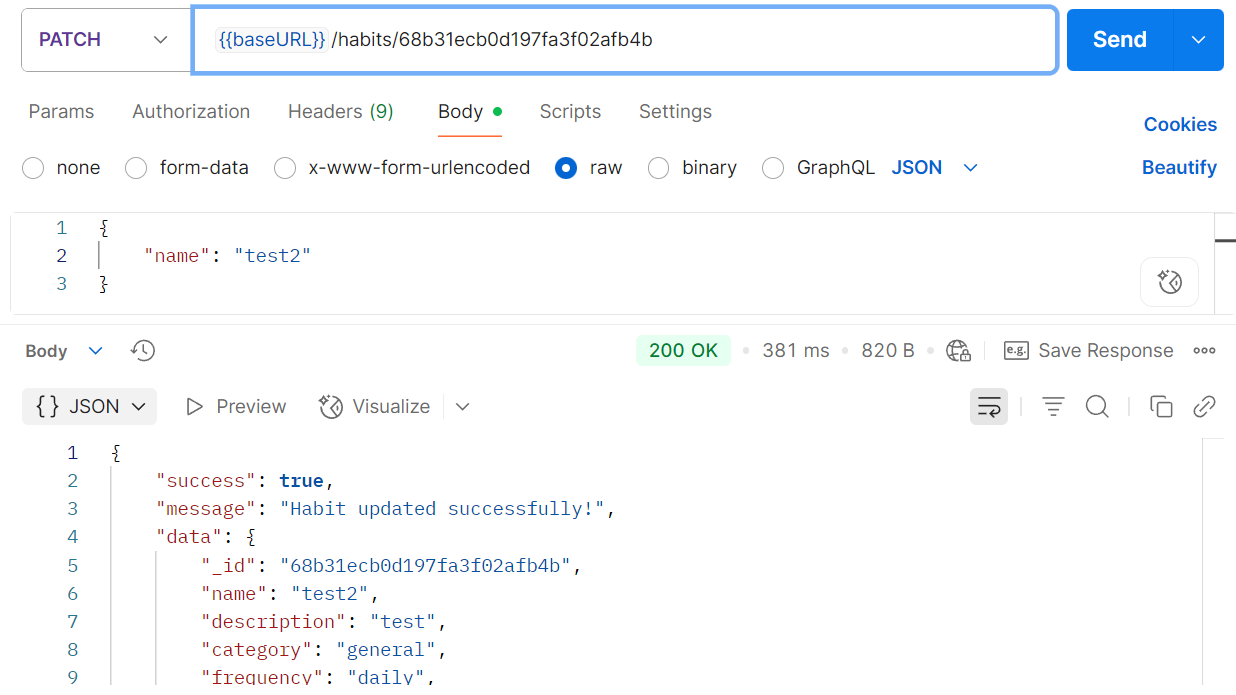 PATCH {{baseURL}} /habits/68b31ecb0d197fa3f02afb4b Send
Params Authorization Headers (9) Body Scripts Settings Cookies
none form-data x-www-form-urlencoded raw binary GraphQL JSON Beautify
1 {
2 "name": "test2"
3 }
Body 200 OK 381 ms 820 B e.g. Save Response
{} JSON Preview Visualize
1 {
2 "success": true,
3 "message": "Habit updated successfully!",
4 "data": {
5 "_id": "68b31ecb0d197fa3f02afb4b",
6 "name": "test2",
7 "description": "test",
8 "category": "general",
9 "frequency": "daily",